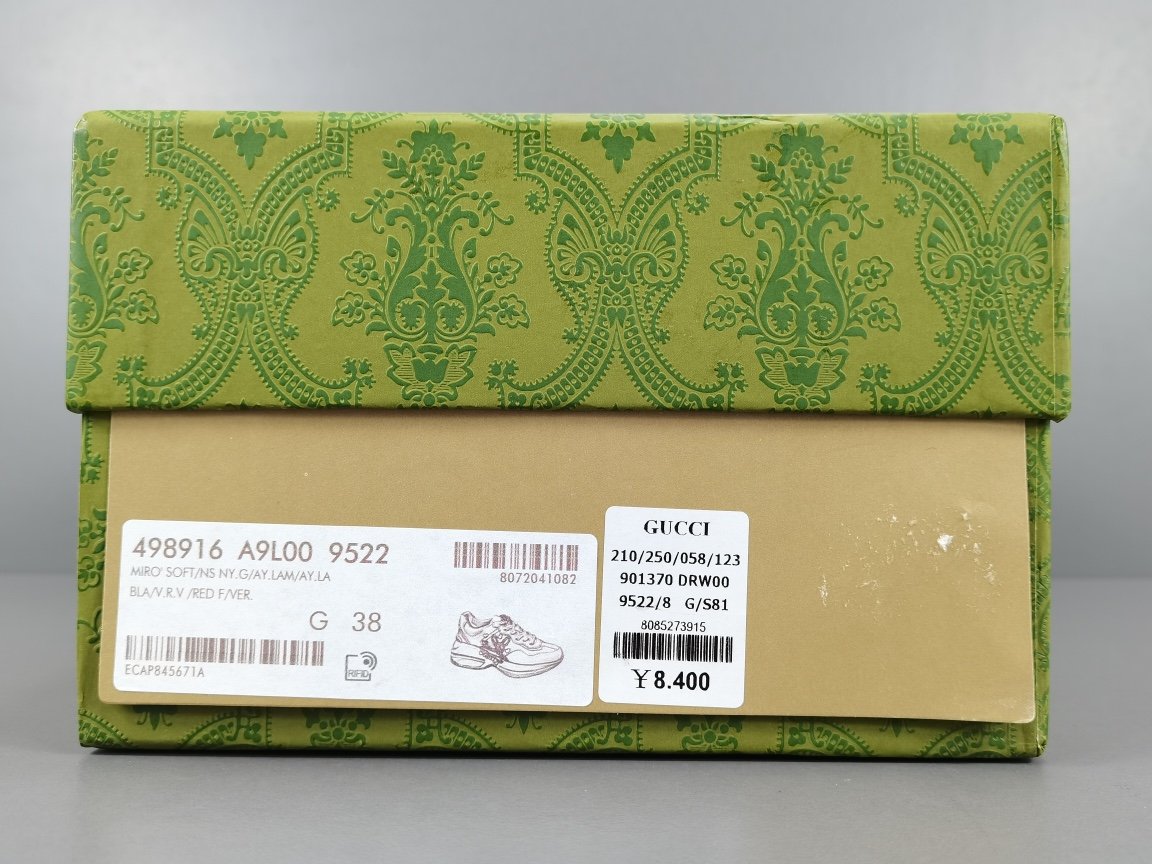 498916 A9L00 9522
MIRO' SOFT/NS NY.G/AY.LAM/AY.LA
BLA/V.R.V /RED F/VER.
8072041082
G 38
ECAP845671A
RFID
GUCCI
210/250/058/123
901370 DRW00
9522/8 G/S81
8085273915
￥8.400